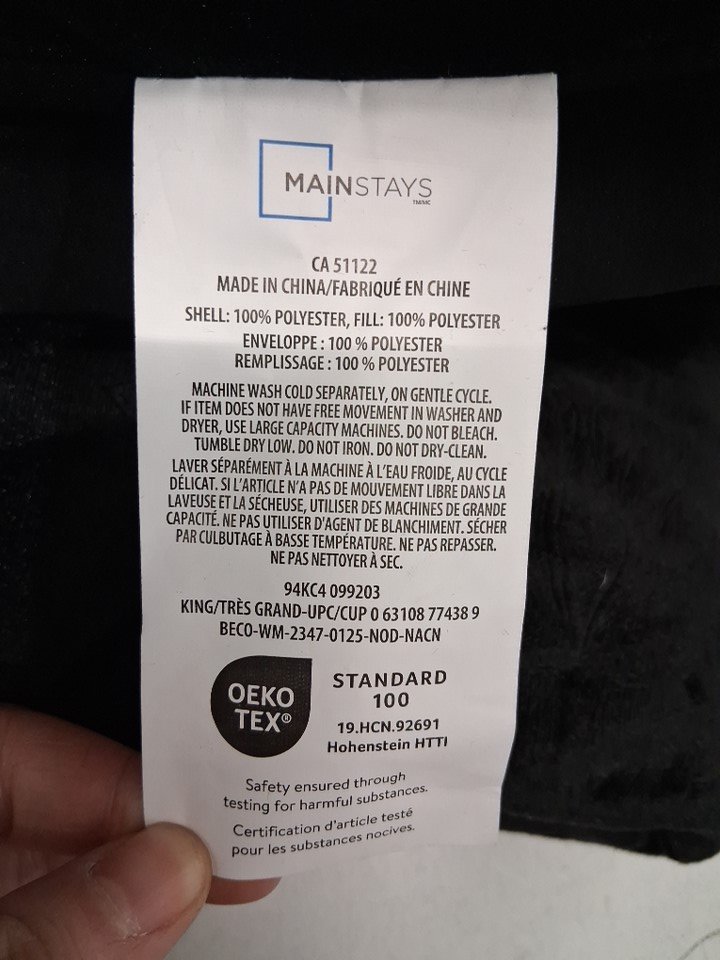 MAINSTAYS
TM/MC
CA 51122
MADE IN CHINA/FABRIQUÉ EN CHINE
SHELL: 100% POLYESTER, FILL: 100% POLYESTER
ENVELOPPE : 100 % POLYESTER
REMPLISSAGE : 100 % POLYESTER
MACHINE WASH COLD SEPARATELY, ON GENTLE CYCLE.
IF ITEM DOES NOT HAVE FREE MOVEMENT IN WASHER AND
DRYER, USE LARGE CAPACITY MACHINES. DO NOT BLEACH.
TUMBLE DRY LOW. DO NOT IRON. DO NOT DRY-CLEAN.
LAVER SÉPARÉMENT À LA MACHINE À L'EAU FROIDE, AU CYCLE
DÉLICAT. SI L'ARTICLE N'A PAS DE MOUVEMENT LIBRE DANS LA
LAVEUSE ET LA SÉCHEUSE, UTILISER DES MACHINES DE GRANDE
CAPACITÉ. NE PAS UTILISER D'AGENT DE BLANCHIMENT. SÉCHER
PAR CULBUTAGE À BASSE TEMPÉRATURE. NE PAS REPASSER.
NE PAS NETTOYER À SEC.
94KC4 099203
KING/TRÈS GRAND-UPC/CUP 0 63108 77438 9
BECO-WM-2347-0125-NOD-NACN
OEKO
TEX®
STANDARD
100
19.HCN.92691
Hohenstein HTTI
Safety ensured through
testing for harmful substances.
Certification d'article testé
pour les substances nocives.